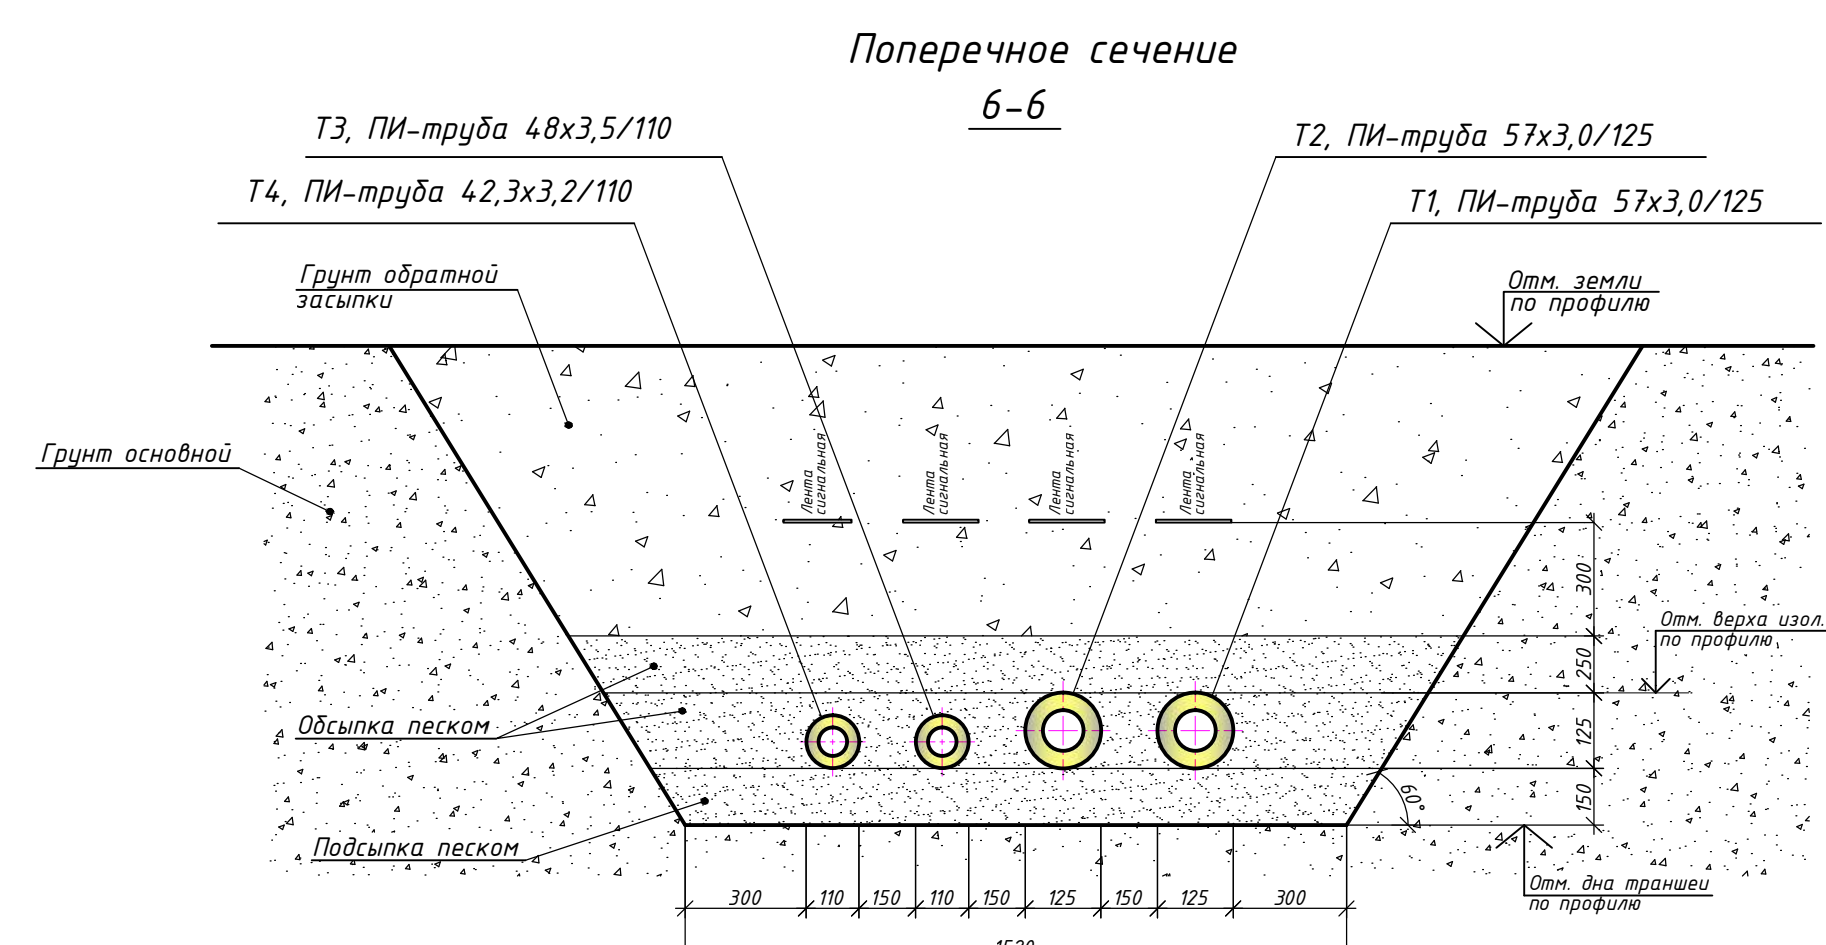 Поперечное сечение
6-6
Т3, ПИ-труба 48х3,5/110
Т2, ПИ-труба 57х3,0/125
Т4, ПИ-труба 42,3х3,2/110
Т1, ПИ-труба 57х3,0/125
Грунт обратной
засыпки
Отм. земли
по профилю
Грунт основной
Лента
сигнальная
Лента
сигнальная
Лента
сигнальная
Лента
сигнальная
300
Отм. верха изол.
по профилю
250
Обсыпка песком
125
150
60°
Подсыпка песком
Отм. дна траншеи
по профилю
300 110 150 110 150 125 150 125 300